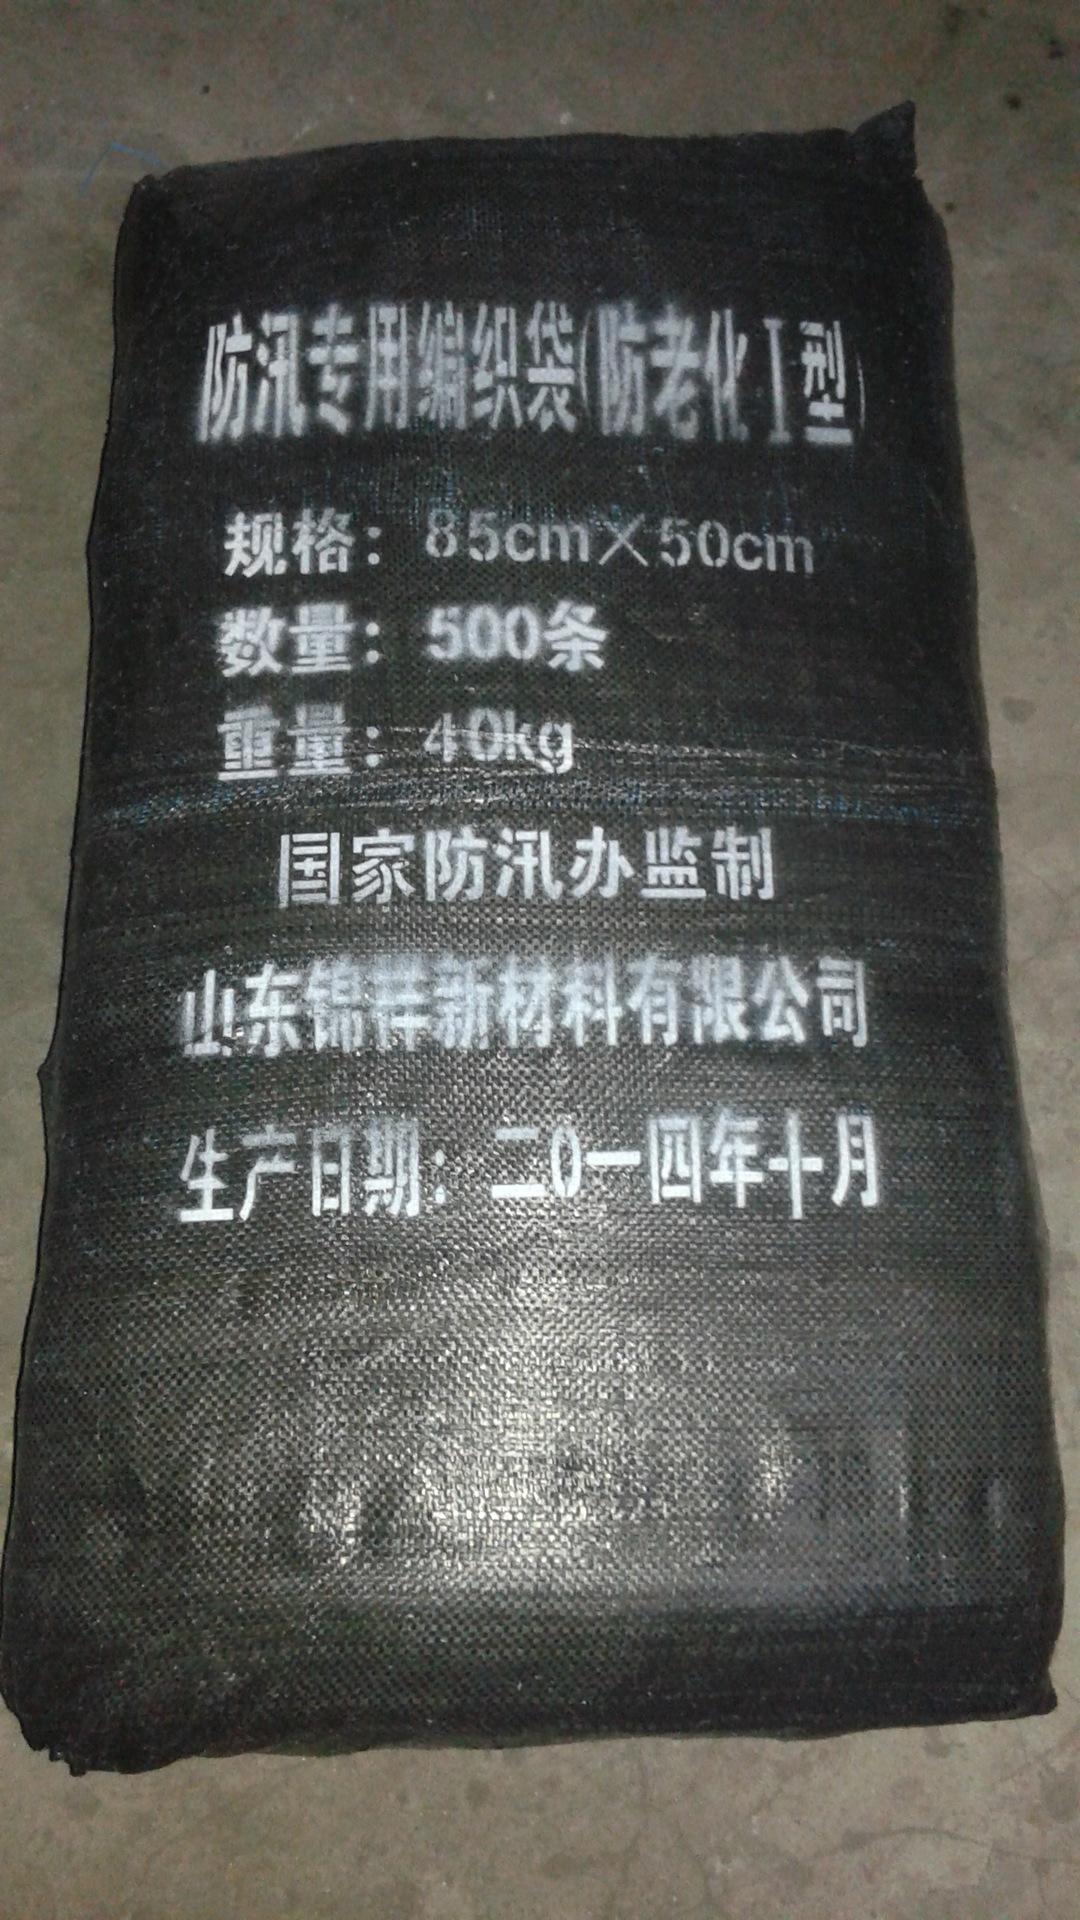 防汛专用编织袋(防老化I型)
规格：85cm×50cm
数量：500条
重量：40kg
国家防汛办监制
山东锦祥新材料有限公司
生产日期：二0一四年十月